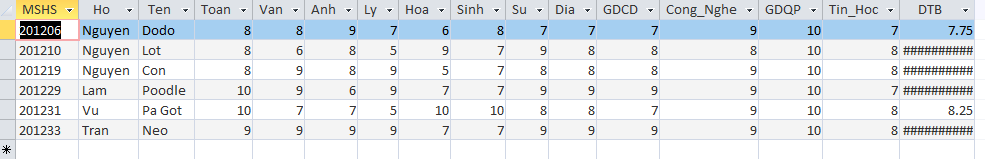 MSHS Ho Ten Toan Van Anh Ly Hoa Sinh Su Dia GDCD Cong_Nghe GDQP Tin_Hoc DTB
201206 Nguyen Dodo 8 8 9 7 6 8 7 7 7 9 10 7 7.75
201210 Nguyen Lot 8 6 8 5 9 7 9 8 8 8 10 8 ##########
201219 Nguyen Con 8 9 8 9 5 7 8 8 8 9 10 8 ##########
201229 Lam Poodle 10 9 6 9 7 7 9 9 9 9 10 7 ##########
201231 Vu Pa Got 10 7 7 5 10 10 8 8 7 9 10 8 8.25
201233 Tran Neo 9 9 9 9 7 7 9 9 9 9 10 8 ##########